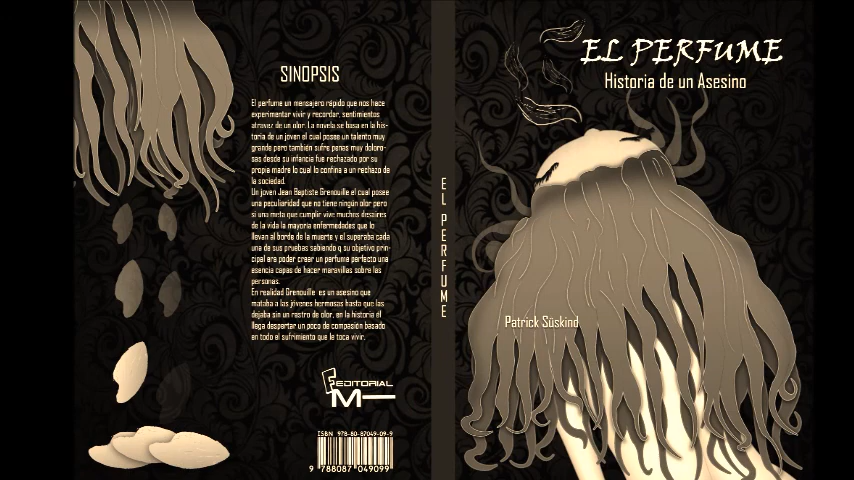 SINOPSIS
El perfume un mensajero rápido que nos hace
experimentar vivir y recordar, sentimientos
atravez de un olor. La novela se basa en la his-
toria de un joven el cual posee un talento muy
grande pero también sufre penas muy doloro-
sas desde su infancia fue rechazado por su
propia madre lo cual lo confina a un rechazo de
la sociedad.
Un joven Jean Baptiste Grenouille el cual posee
una peculiaridad que no tiene ningún olor pero
si una meta que cumplir vive muchos desaires
de la vida la mayoria enfermedades que lo
llevan al borde de la muerte y el superaba cada
una de sus pruebas sabiendo q su objetivo prin-
cipal era poder crear un perfume perfecto una
esencia capas de hacer maravillas sobre las
personas.
En realidad Grenouille es un asesino que
mataba a las jóvenes hermosas hasta que las
dejaba sin un rastro de olor, en la historia él
llega despertar un poco de compasión basado
en todo el sufrimiento que le toca vivir.
EDITORIAL
M
ISBN 978-80-87049-09-9
9 788087 049099
EL PERFUME
EL PERFUME
Historia de un Asesino
Patrick Süskind